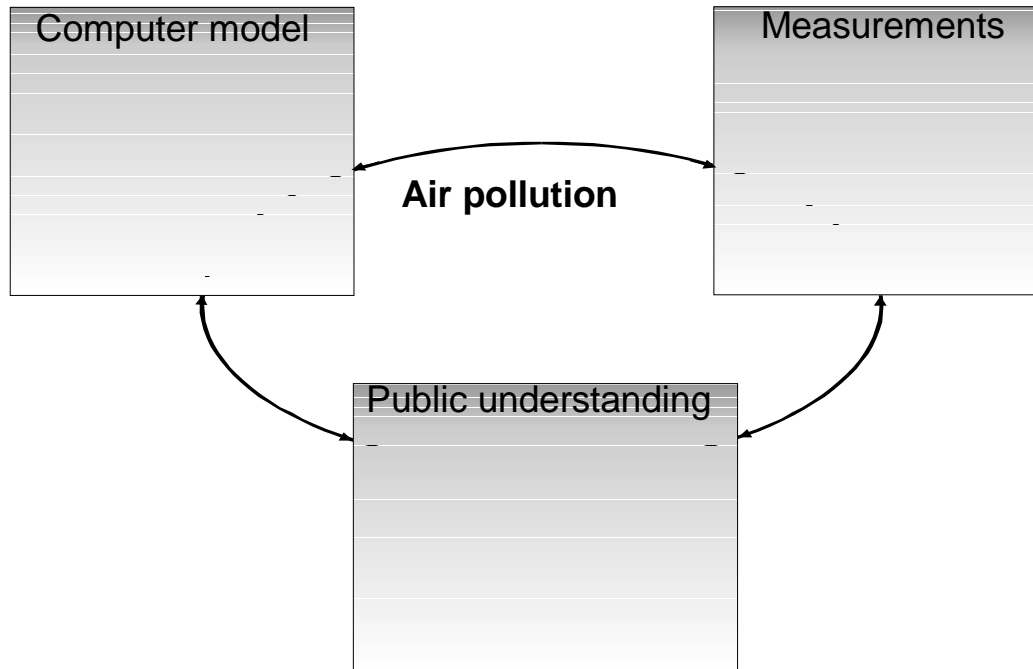 Computer model
Measurements
Air pollution
Public understanding